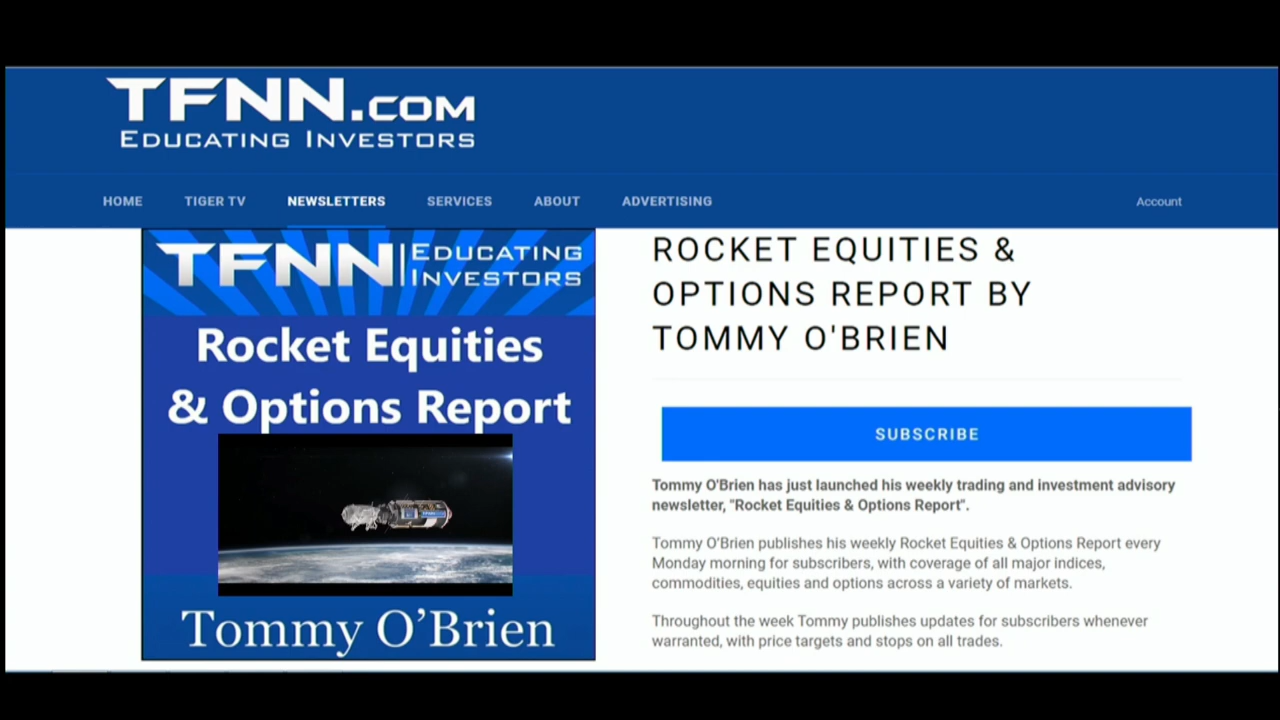 TFNN.COM
EDUCATING INVESTORS
HOME TIGER TV NEWSLETTERS SERVICES ABOUT ADVERTISING Account
TFNN EDUCATING
INVESTORS
Rocket Equities
& Options Report
Tommy O’Brien
ROCKET EQUITIES &
OPTIONS REPORT BY
TOMMY O'BRIEN
SUBSCRIBE
Tommy O'Brien has just launched his weekly trading and investment advisory
newsletter, "Rocket Equities & Options Report".
Tommy O'Brien publishes his weekly Rocket Equities & Options Report every
Monday morning for subscribers, with coverage of all major indices,
commodities, equities and options across a variety of markets.
Throughout the week Tommy publishes updates for subscribers whenever
warranted, with price targets and stops on all trades.